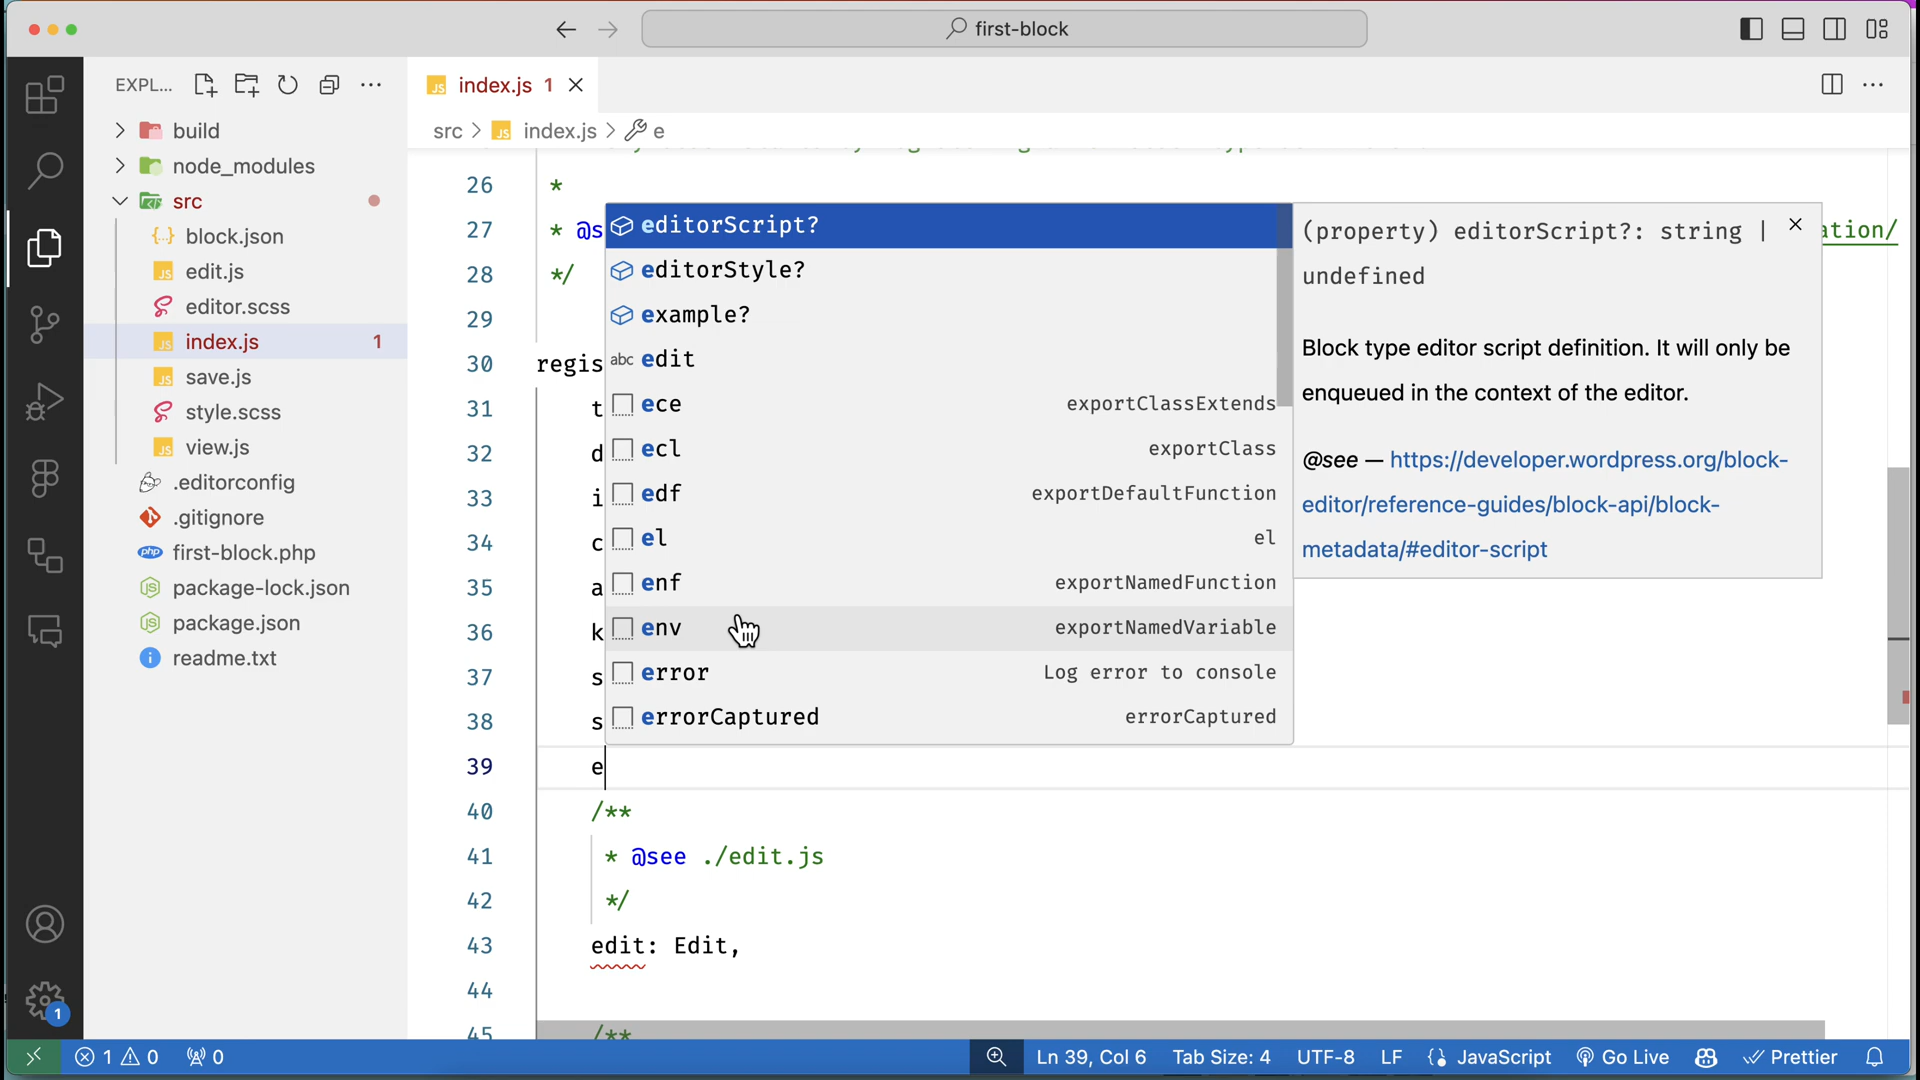 first-block
EXPL...
index.js 1
build
src > index.js > e
node_modules
src
block.json
edit.js
editor.scss
index.js 1
save.js
style.scss
view.js
.editorconfig
.gitignore
first-block.php
package-lock.json
package.json
readme.txt
26 *
27 * @s ation/
28 */
29
30 regis
31 t
32 d
33 i
34 c
35 a
36 k
37 s
38 s
39 e
40 /**
41 * @see ./edit.js
42 */
43 edit: Edit,
44
45 /**
editorScript?
editorStyle?
example?
abc edit
ece exportClassExtends
ecl exportClass
edf exportDefaultFunction
el el
enf exportNamedFunction
env exportNamedVariable
error Log error to console
errorCaptured errorCaptured
(property) editorScript?: string |
undefined
Block type editor script definition. It will only be
enqueued in the context of the editor.
@see — https://developer.wordpress.org/block-
editor/reference-guides/block-api/block-
metadata/#editor-script
1
1 0 0 Ln 39, Col 6 Tab Size: 4 UTF-8 LF JavaScript Go Live Prettier